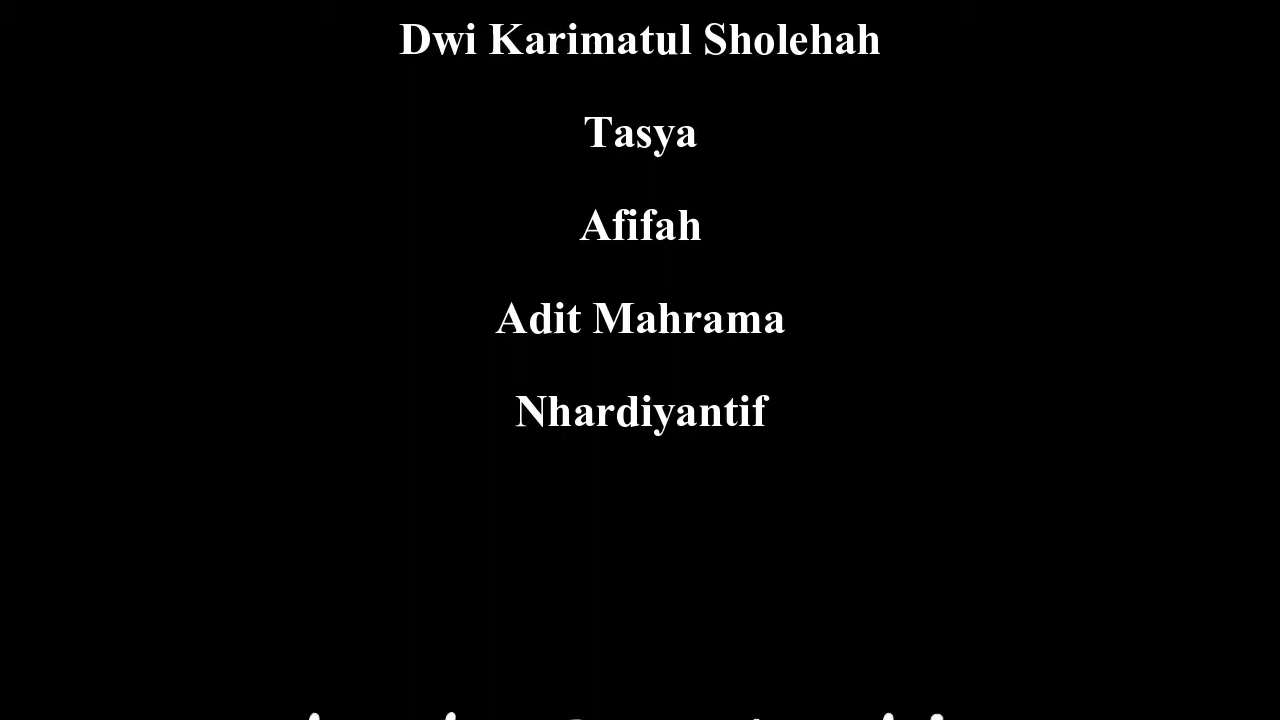 Dwi Karimatul Sholehah
Tasya
Afifah
Adit Mahrama
Nhardiyantif